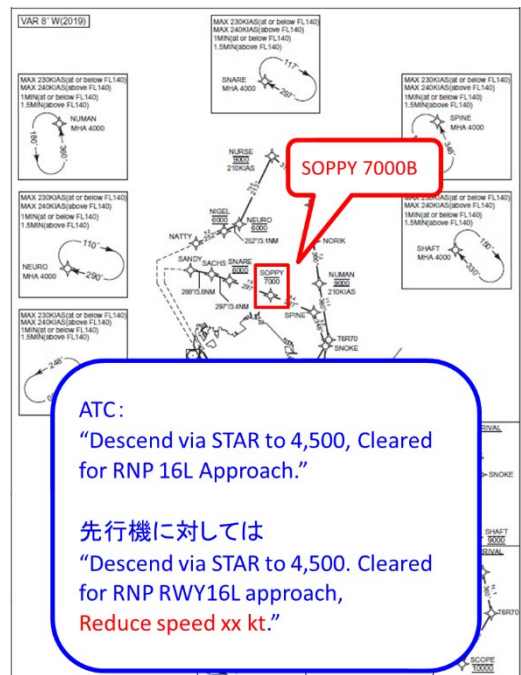 VAR 8° W(2019)
MAX 230KIAS(at or below FL140)
MAX 240KIAS(above FL140)
1MIN(at or below FL140)
1.5MIN(above FL140)
117°
297°
SNARE
MHA 4000
MAX 230KIAS(at or below FL140)
MAX 240KIAS(above FL140)
1MIN(at or below FL140)
1.5MIN(above FL140)
NUMAN
MHA 4000
180°
360°
MAX 230KIAS(at or below FL140)
MAX 240KIAS(above FL140)
1MIN(at or below FL140)
1.5MIN(above FL140)
SPINE
MHA 4000
348°
NURSE
9000
210KIAS
SOPPY 7000B
MAX 240KIAS(above FL140)
1MIN(at or below FL140)
1.5MIN(above FL140)
110°
290°
NEURO
MHA 4000
NIGEL
6000
NEURO
6000
NATTY
252°/3.1NM
NORIK
MAX 230KIAS(at or below FL140)
MAX 240KIAS(above FL140)
1MIN(at or below FL140)
1.5MIN(above FL140)
150°
330°
SHAFT
MHA 4000
SANDY
SACHS
SNARE
6000
288°/3.8NM
297°/3.4NM
SOPPY
7000
NUMAN
9000
210KIAS
SPINE
T6R70
SNOKE
MAX 230KIAS(at or below FL140)
MAX 240KIAS(above FL140)
1MIN(at or below FL140)
1.5MIN(above FL140)
248°
ATC：
“Descend via STAR to 4,500, Cleared
for RNP 16L Approach.”
先行機に対しては
“Descend via STAR to 4,500. Cleared
for RNP RWY16L approach,
Reduce speed xx kt.”
RIVAL
SNOKE
SHAFT
9000
RIVAL
T6R70
SCOPE
10000